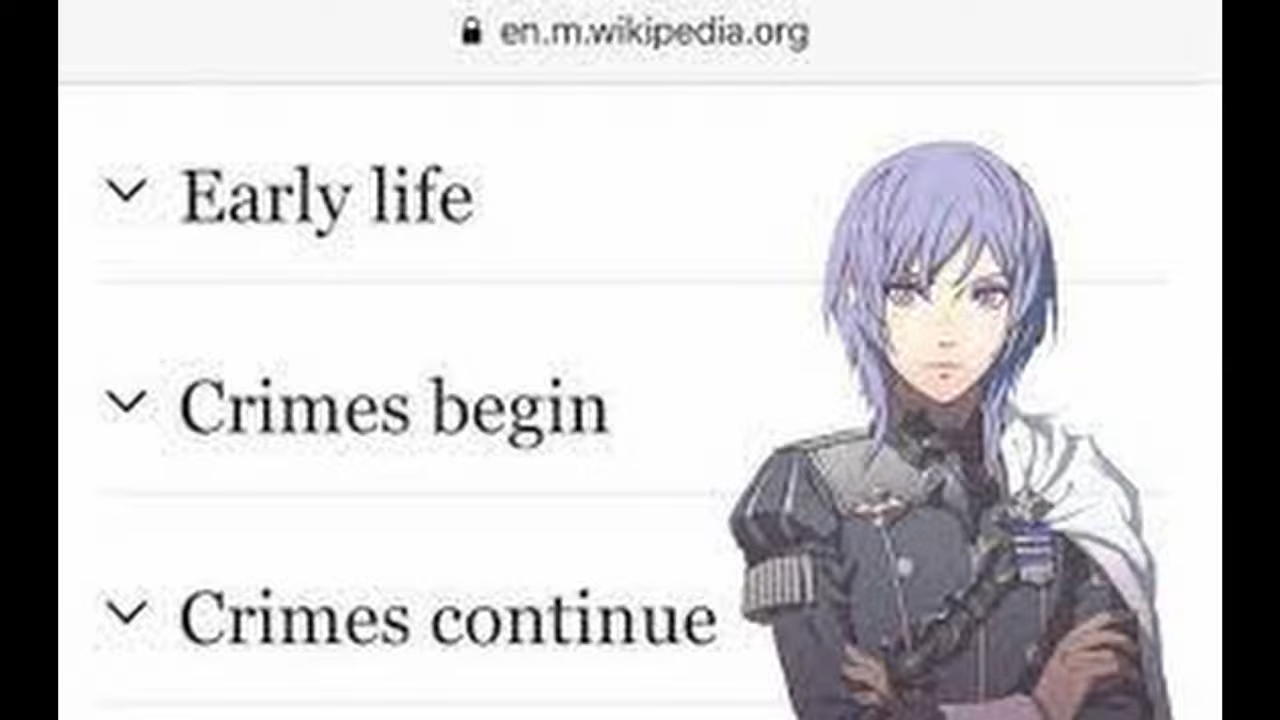 en.m.wikipedia.org
Early life
Crimes begin
Crimes continue